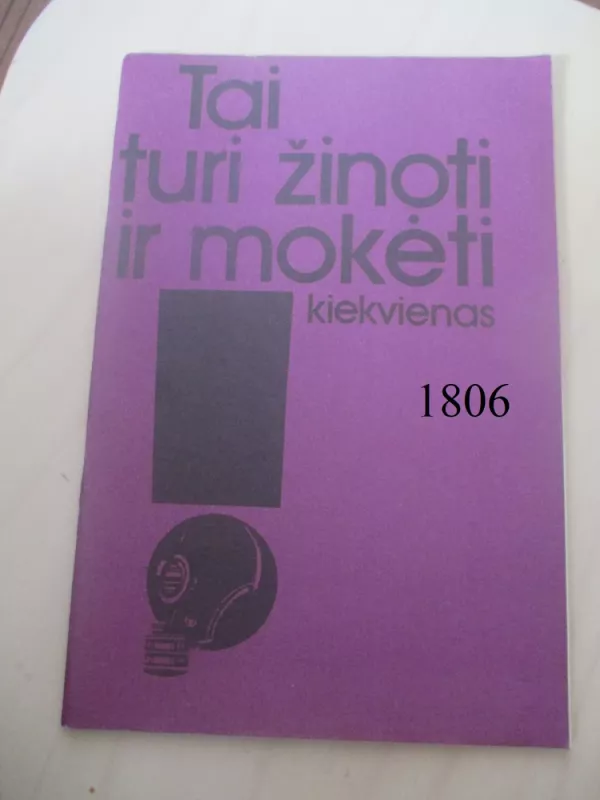 Tai
turi žinoti
ir mokėti
kiekvienas
1806